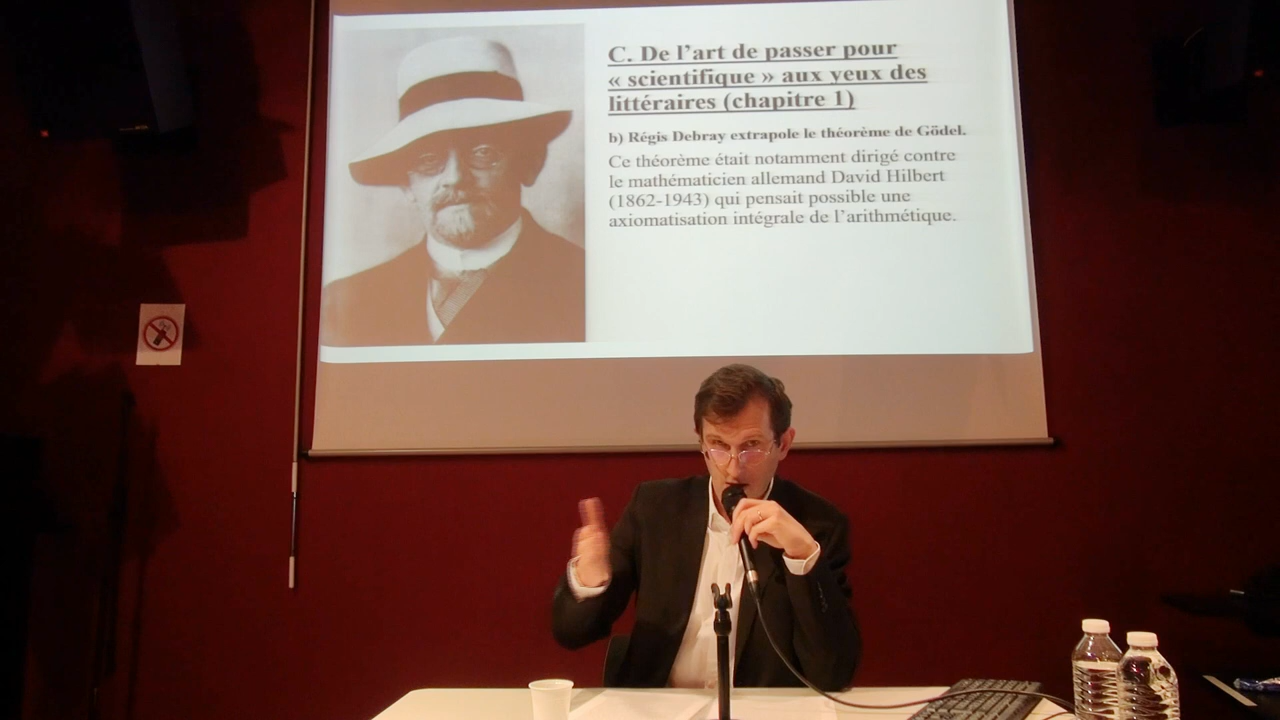 C. De l’art de passer pour
« scientifique » aux yeux des
littéraires (chapitre 1)
b) Régis Debray extrapole le théorème de Gödel.
Ce théorème était notamment dirigé contre
le mathématicien allemand David Hilbert
(1862-1943) qui pensait possible une
axiomatisation intégrale de l’arithmétique.